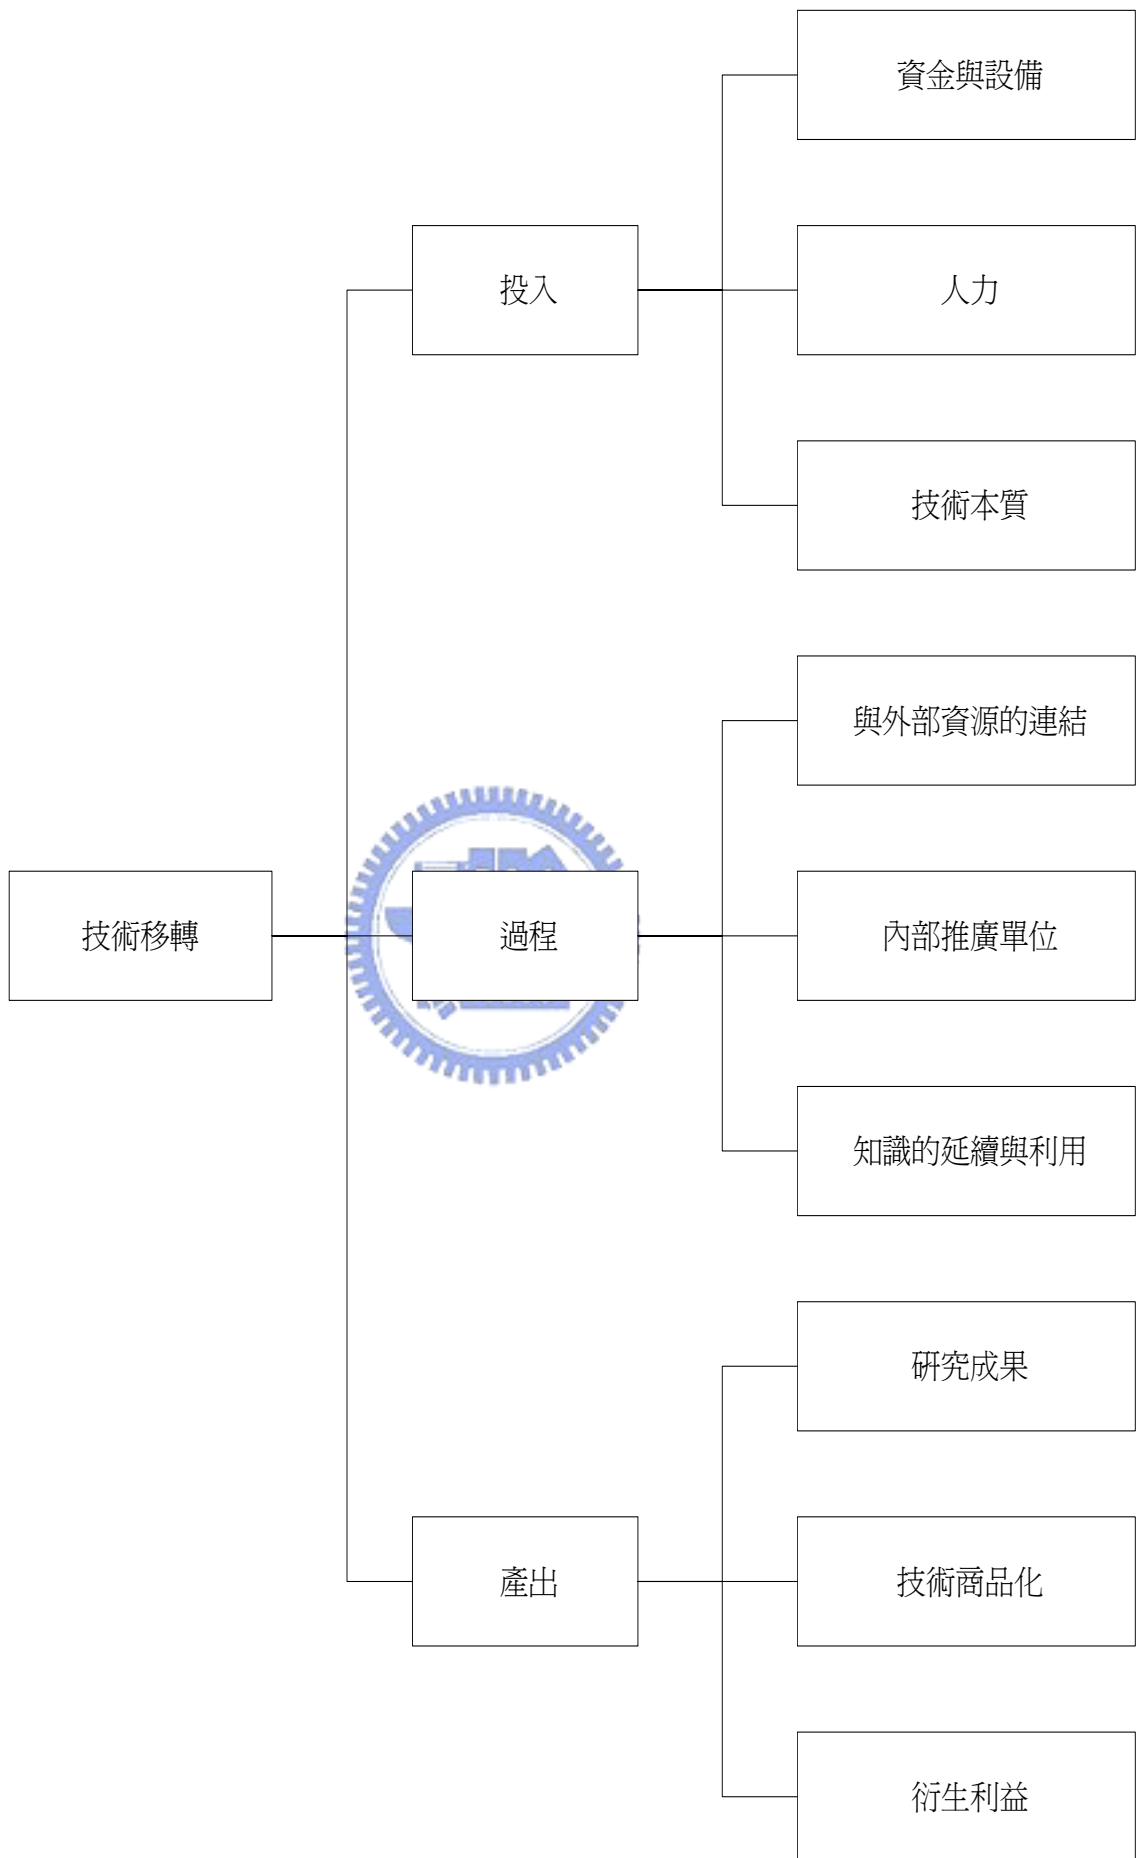 資金與設備
投入
人力
技術本質
與外部資源的連結
技術移轉
過程
內部推廣單位
知識的延續與利用
研究成果
產出
技術商品化
衍生利益